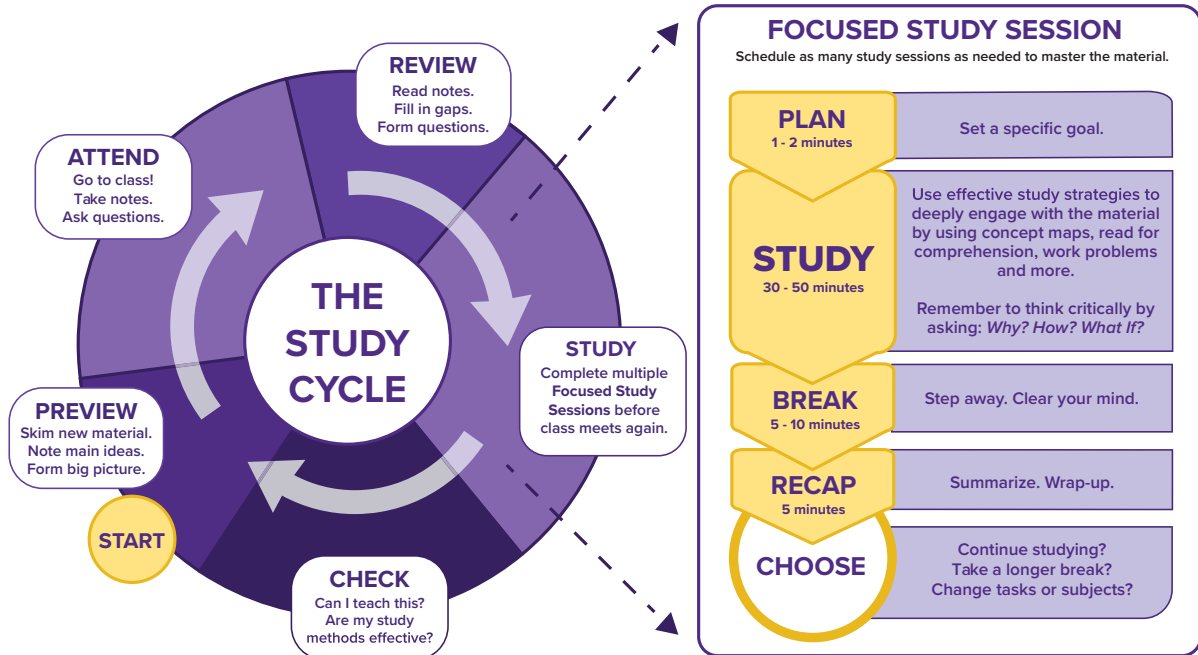 THE
STUDY
CYCLE
START
PREVIEW
Skim new material.
Note main ideas.
Form big picture.
ATTEND
Go to class!
Take notes.
Ask questions.
REVIEW
Read notes.
Fill in gaps.
Form questions.
STUDY
Complete multiple
Focused Study
Sessions before
class meets again.
CHECK
Can I teach this?
Are my study
methods effective?
FOCUSED STUDY SESSION
Schedule as many study sessions as needed to master the material.
PLAN
1 - 2 minutes
Set a specific goal.
STUDY
30 - 50 minutes
Use effective study strategies to
deeply engage with the material
by using concept maps, read for
comprehension, work problems
and more.
Remember to think critically by
asking: Why? How? What If?
BREAK
5 - 10 minutes
Step away. Clear your mind.
RECAP
5 minutes
Summarize. Wrap-up.
CHOOSE
Continue studying?
Take a longer break?
Change tasks or subjects?